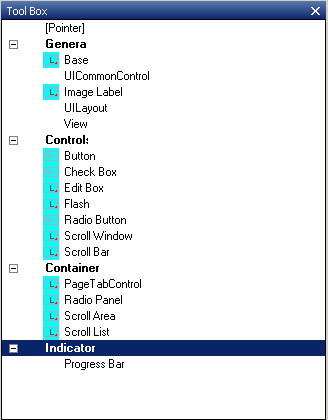 Tool Box
[Pointer]
Genera
Base
UICommonControl
Image Label
UILayout
View
Control:
Button
Check Box
Edit Box
Flash
Radio Button
Scroll Window
Scroll Bar
Container
PageTabControl
Radio Panel
Scroll Area
Scroll List
Indicator
Progress Bar